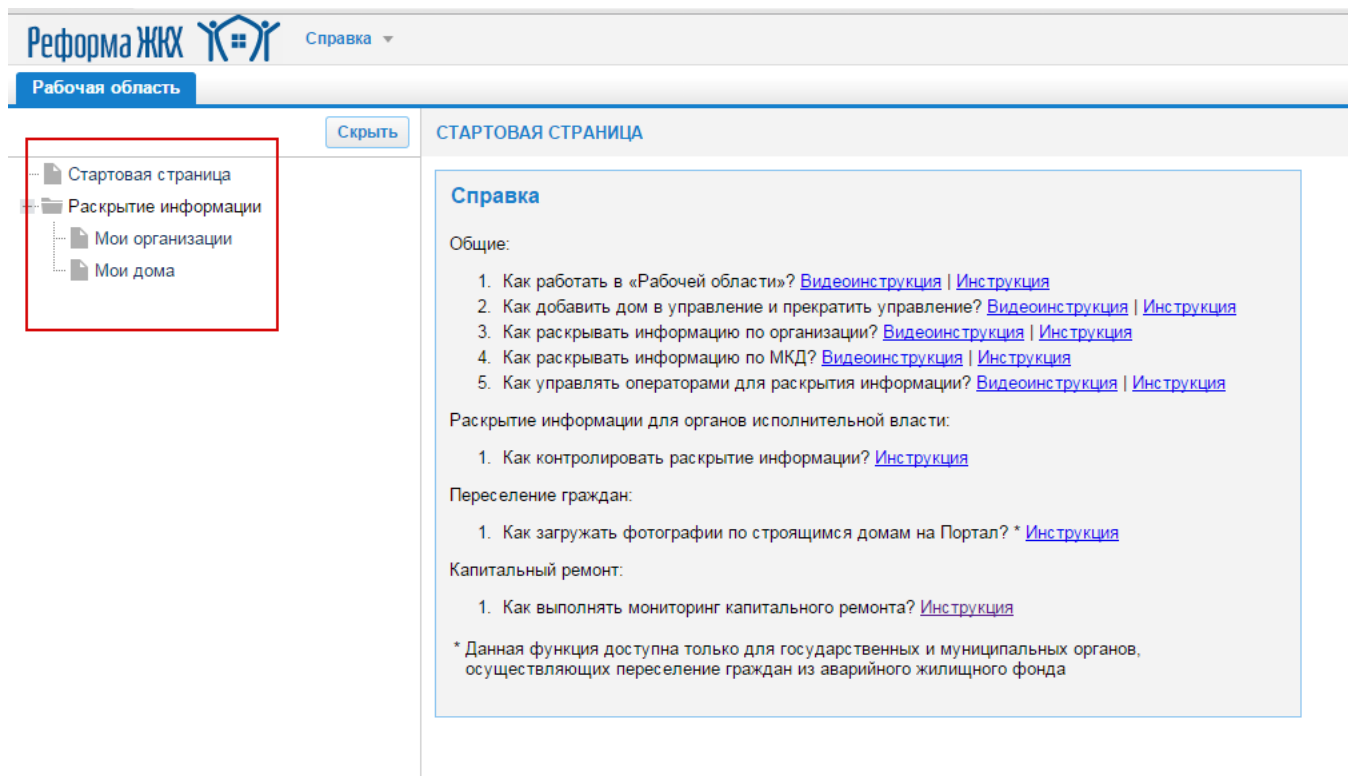 Реформа ЖКХ
Справка
Рабочая область
Скрыть
СТАРТОВАЯ СТРАНИЦА
Стартовая страница
Раскрытие информации
Мои организации
Мои дома
Справка
Общие:
1. Как работать в «Рабочей области»? Видеоинструкция | Инструкция
2. Как добавить дом в управление и прекратить управление? Видеоинструкция | Инструкция
3. Как раскрывать информацию по организации? Видеоинструкция | Инструкция
4. Как раскрывать информацию по МКД? Видеоинструкция | Инструкция
5. Как управлять операторами для раскрытия информации? Видеоинструкция | Инструкция
Раскрытие информации для органов исполнительной власти:
1. Как контролировать раскрытие информации? Инструкция
Переселение граждан:
1. Как загружать фотографии по строящимся домам на Портал? * Инструкция
Капитальный ремонт:
1. Как выполнять мониторинг капитального ремонта? Инструкция
* Данная функция доступна только для государственных и муниципальных органов,
осуществляющих переселение граждан из аварийного жилищного фонда